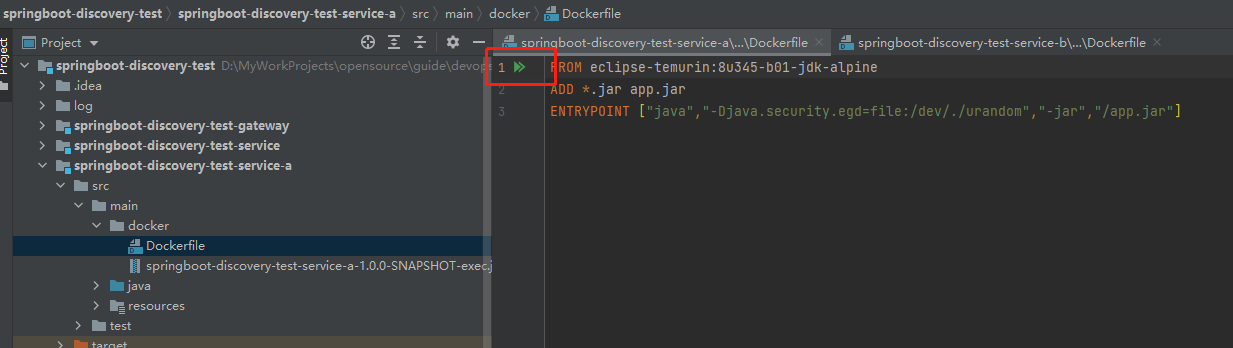 springboot-discovery-test springboot-discovery-test-service-a src main docker Dockerfile
Project
Project
springboot-discovery-test D:\MyWorkProjects\opensource\guide\devops
.idea
log
springboot-discovery-test-gateway
springboot-discovery-test-service
springboot-discovery-test-service-a
src
main
docker
Dockerfile
springboot-discovery-test-service-a-1.0.0-SNAPSHOT-exec.j
java
resources
test
target
springboot-discovery-test-service-a\...\Dockerfile springboot-discovery-test-service-b\...\Dockerfile
1 FROM eclipse-temurin:8u345-b01-jdk-alpine
2 ADD *.jar app.jar
3 ENTRYPOINT ["java","-Djava.security.egd=file:/dev/./urandom","-jar","/app.jar"]